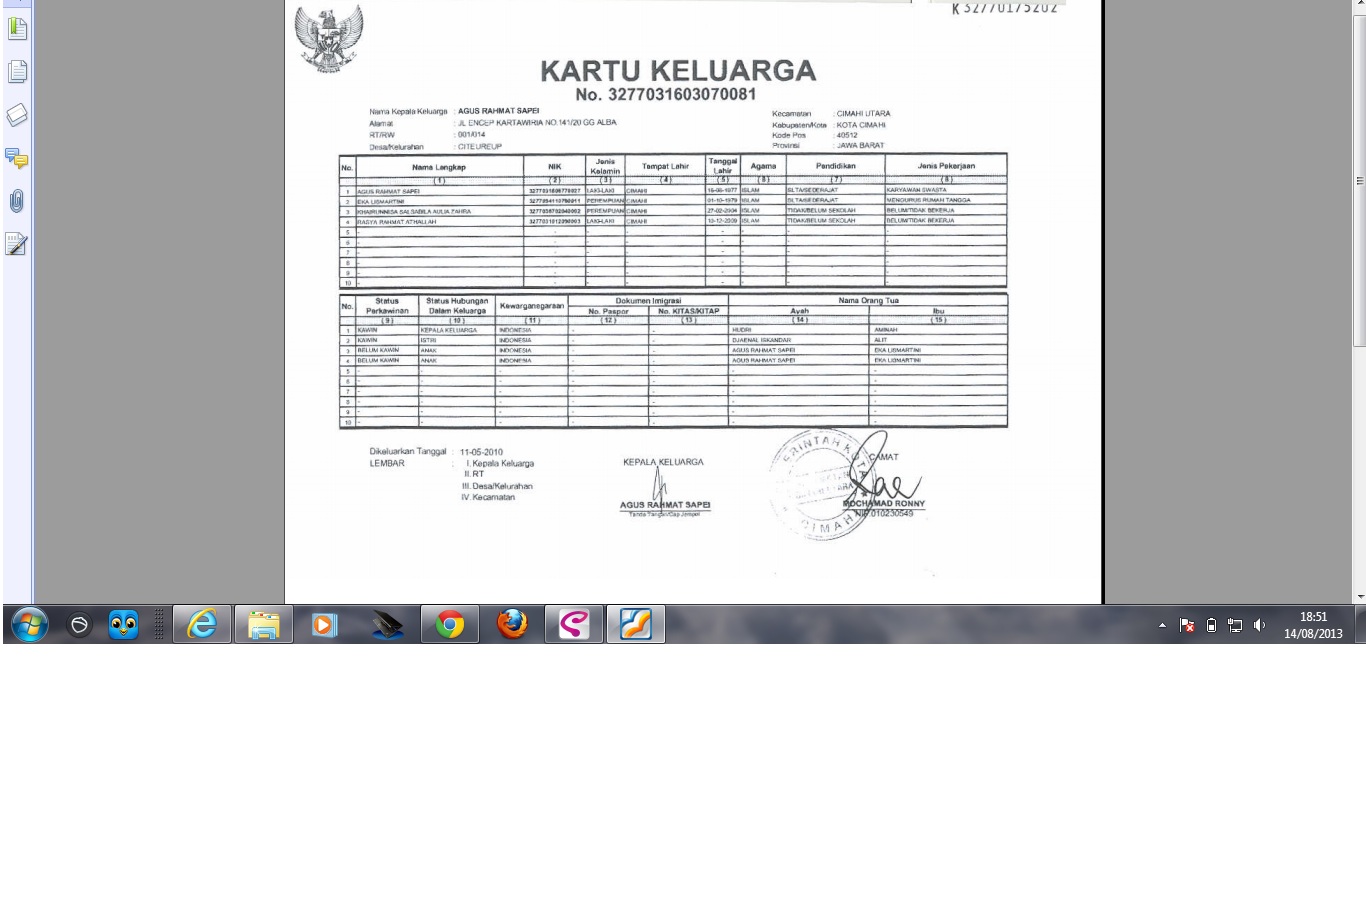 K 32770175202
KARTU KELUARGA
No. 3277031603070081
Nama Kepala Keluarga : AGUS RAHMAT SAPEI
Alamat : JL ENCEP KARTAWIRIA NO.141/20 GG ALBA
RT/RW : 001/014
Desa/Kelurahan : CITEUREUP
Kecamatan : CIMAHI UTARA
Kabupaten/Kota : KOTA CIMAHI
Kode Pos : 40512
Provinsi : JAWA BARAT
No. Nama Lengkap NIK Jenis Kelamin Tempat Lahir Tanggal Lahir Agama Pendidikan Jenis Pekerjaan
(1) (2) (3) (4) (5) (6) (7) (8)
1 AGUS RAHMAT SAPEI LAKI-LAKI CIMAHI ISLAM SLTA/SEDERAJAT KARYAWAN SWASTA
2 EKA LISMARTINI PEREMPUAN CIMAHI 01-10-1979 ISLAM SLTA/SEDERAJAT MENGURUS RUMAH TANGGA
3 KHAIRUNNISA SALSABILA AULIA ZAHRA PEREMPUAN CIMAHI 27-02-2004 ISLAM TIDAK/BELUM SEKOLAH BELUM/TIDAK BEKERJA
4 RASYA RAHMAT ATHALLAH LAKI-LAKI CIMAHI 10-12-2009 ISLAM TIDAK/BELUM SEKOLAH BELUM/TIDAK BEKERJA
5 - - - - - - - -
6 - - - - - - - -
7 - - - - - - - -
8 - - - - - - - -
9 - - - - - - - -
10 - - - - - - - -
No. Status Perkawinan Status Hubungan Dalam Keluarga Kewarganegaraan Dokumen Imigrasi Nama Orang Tua
No. Paspor No. KITAS/KITAP Ayah Ibu
(9) (10) (11) (12) (13) (14) (15)
1 KAWIN KEPALA KELUARGA INDONESIA - - HUDRI AMINAH
2 KAWIN ISTRI INDONESIA - - DJAENAL ISKANDAR ALIT
3 BELUM KAWIN ANAK INDONESIA - - AGUS RAHMAT SAPEI EKA LISMARTINI
4 BELUM KAWIN ANAK INDONESIA - - AGUS RAHMAT SAPEI EKA LISMARTINI
5 - - - - - - -
6 - - - - - - -
7 - - - - - - -
8 - - - - - - -
9 - - - - - - -
10 - - - - - - -
Dikeluarkan Tanggal : 11-05-2010
LEMBAR : I. Kepala Keluarga
II. RT
III. Desa/Kelurahan
IV. Kecamatan
KEPALA KELUARGA
AGUS RAHMAT SAPEI
Tanda Tangan/Cap Jempol
CAMAT
MOCHAMAD RONNY
NIP.010230549
CIMAHI
18:51
14/08/2013